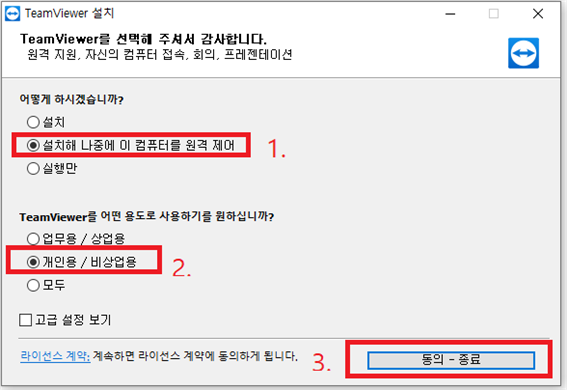 TeamViewer 설치
TeamViewer를 선택해 주셔서 감사합니다.
원격 지원, 자신의 컴퓨터 접속, 회의, 프레젠테이션
어떻게 하시겠습니까?
설치
설치해 나중에 이 컴퓨터를 원격 제어
1.
실행만
TeamViewer를 어떤 용도로 사용하기를 원하십니까?
업무용 / 상업용
개인용 / 비상업용
2.
모두
고급 설정 보기
라이선스 계약: 계속하면 라이선스 계약에 동의하게 됩니다.
3.
동의 - 종료